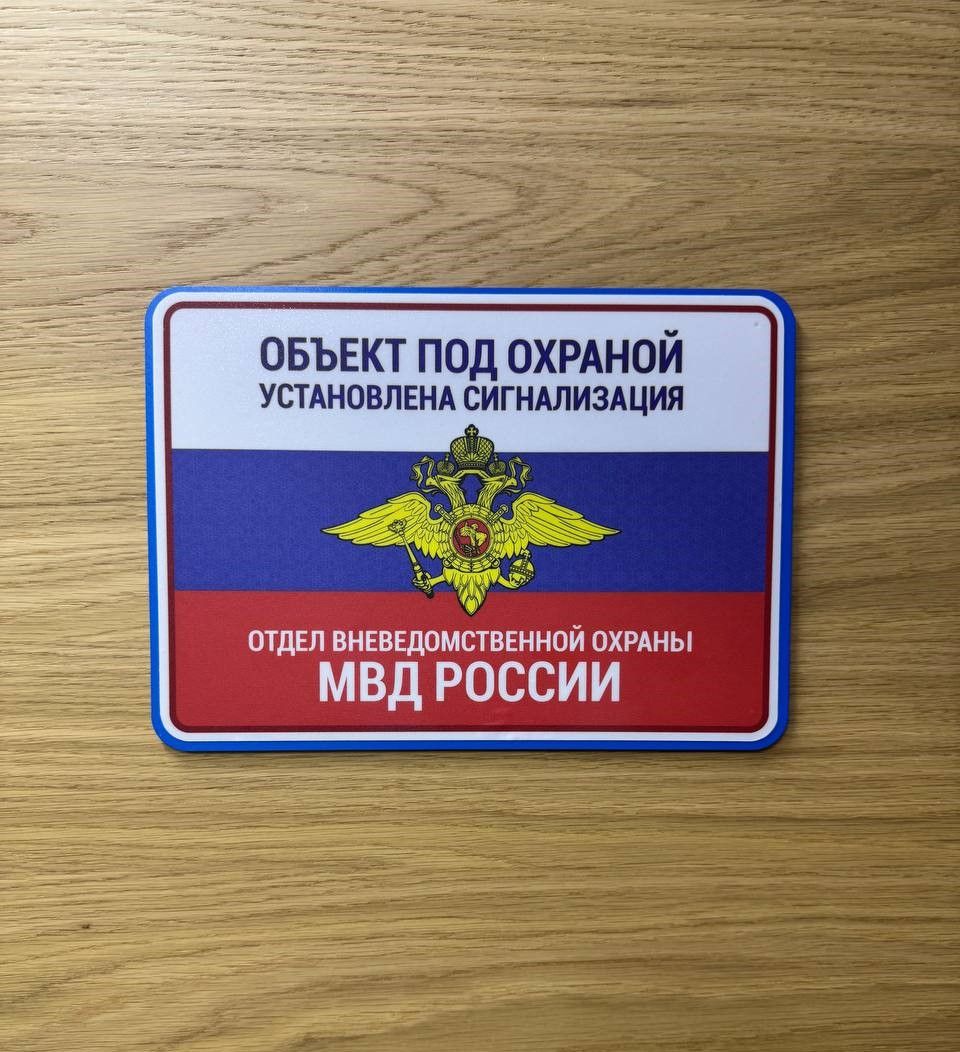 ОБЪЕКТ ПОД ОХРАНОЙ
УСТАНОВЛЕНА СИГНАЛИЗАЦИЯ
ОТДЕЛ ВНЕВЕДОМСТВЕННОЙ ОХРАНЫ
МВД РОССИИ